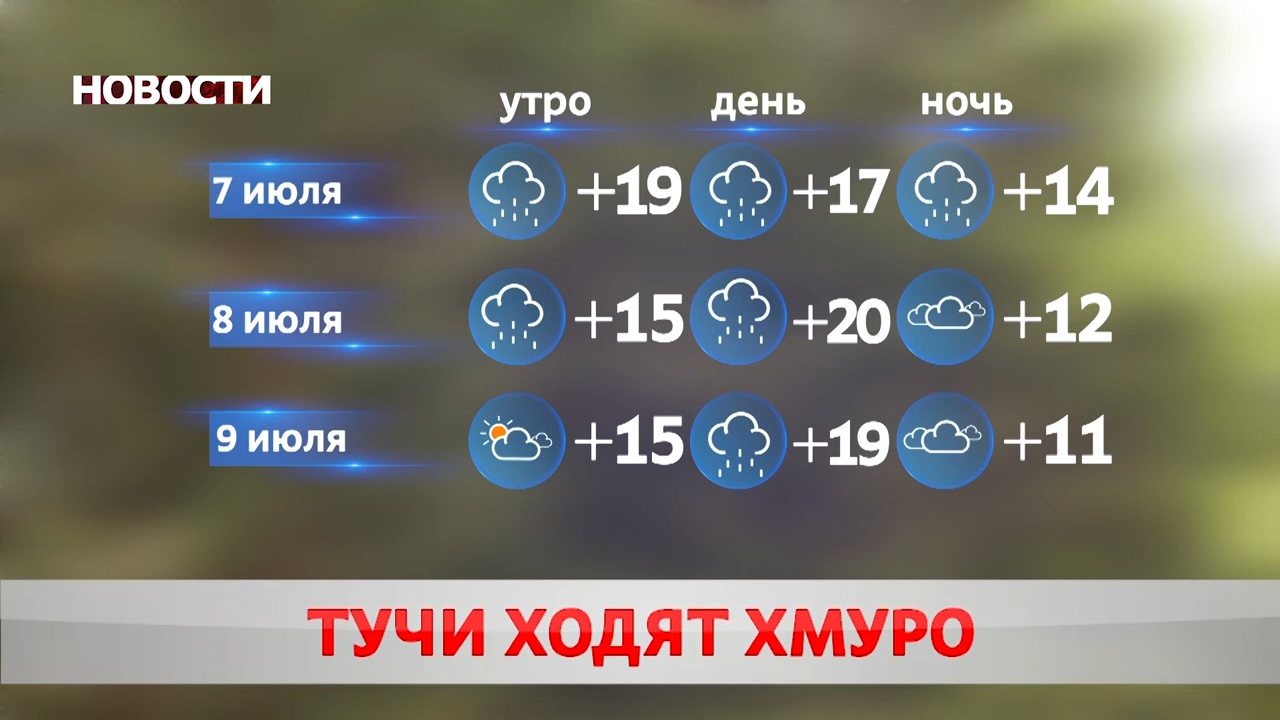 НОВОСТИ
утро день ночь
7 июля +19 +17 +14
8 июля +15 +20 +12
9 июля +15 +19 +11
ТУЧИ ХОДЯТ ХМУРО